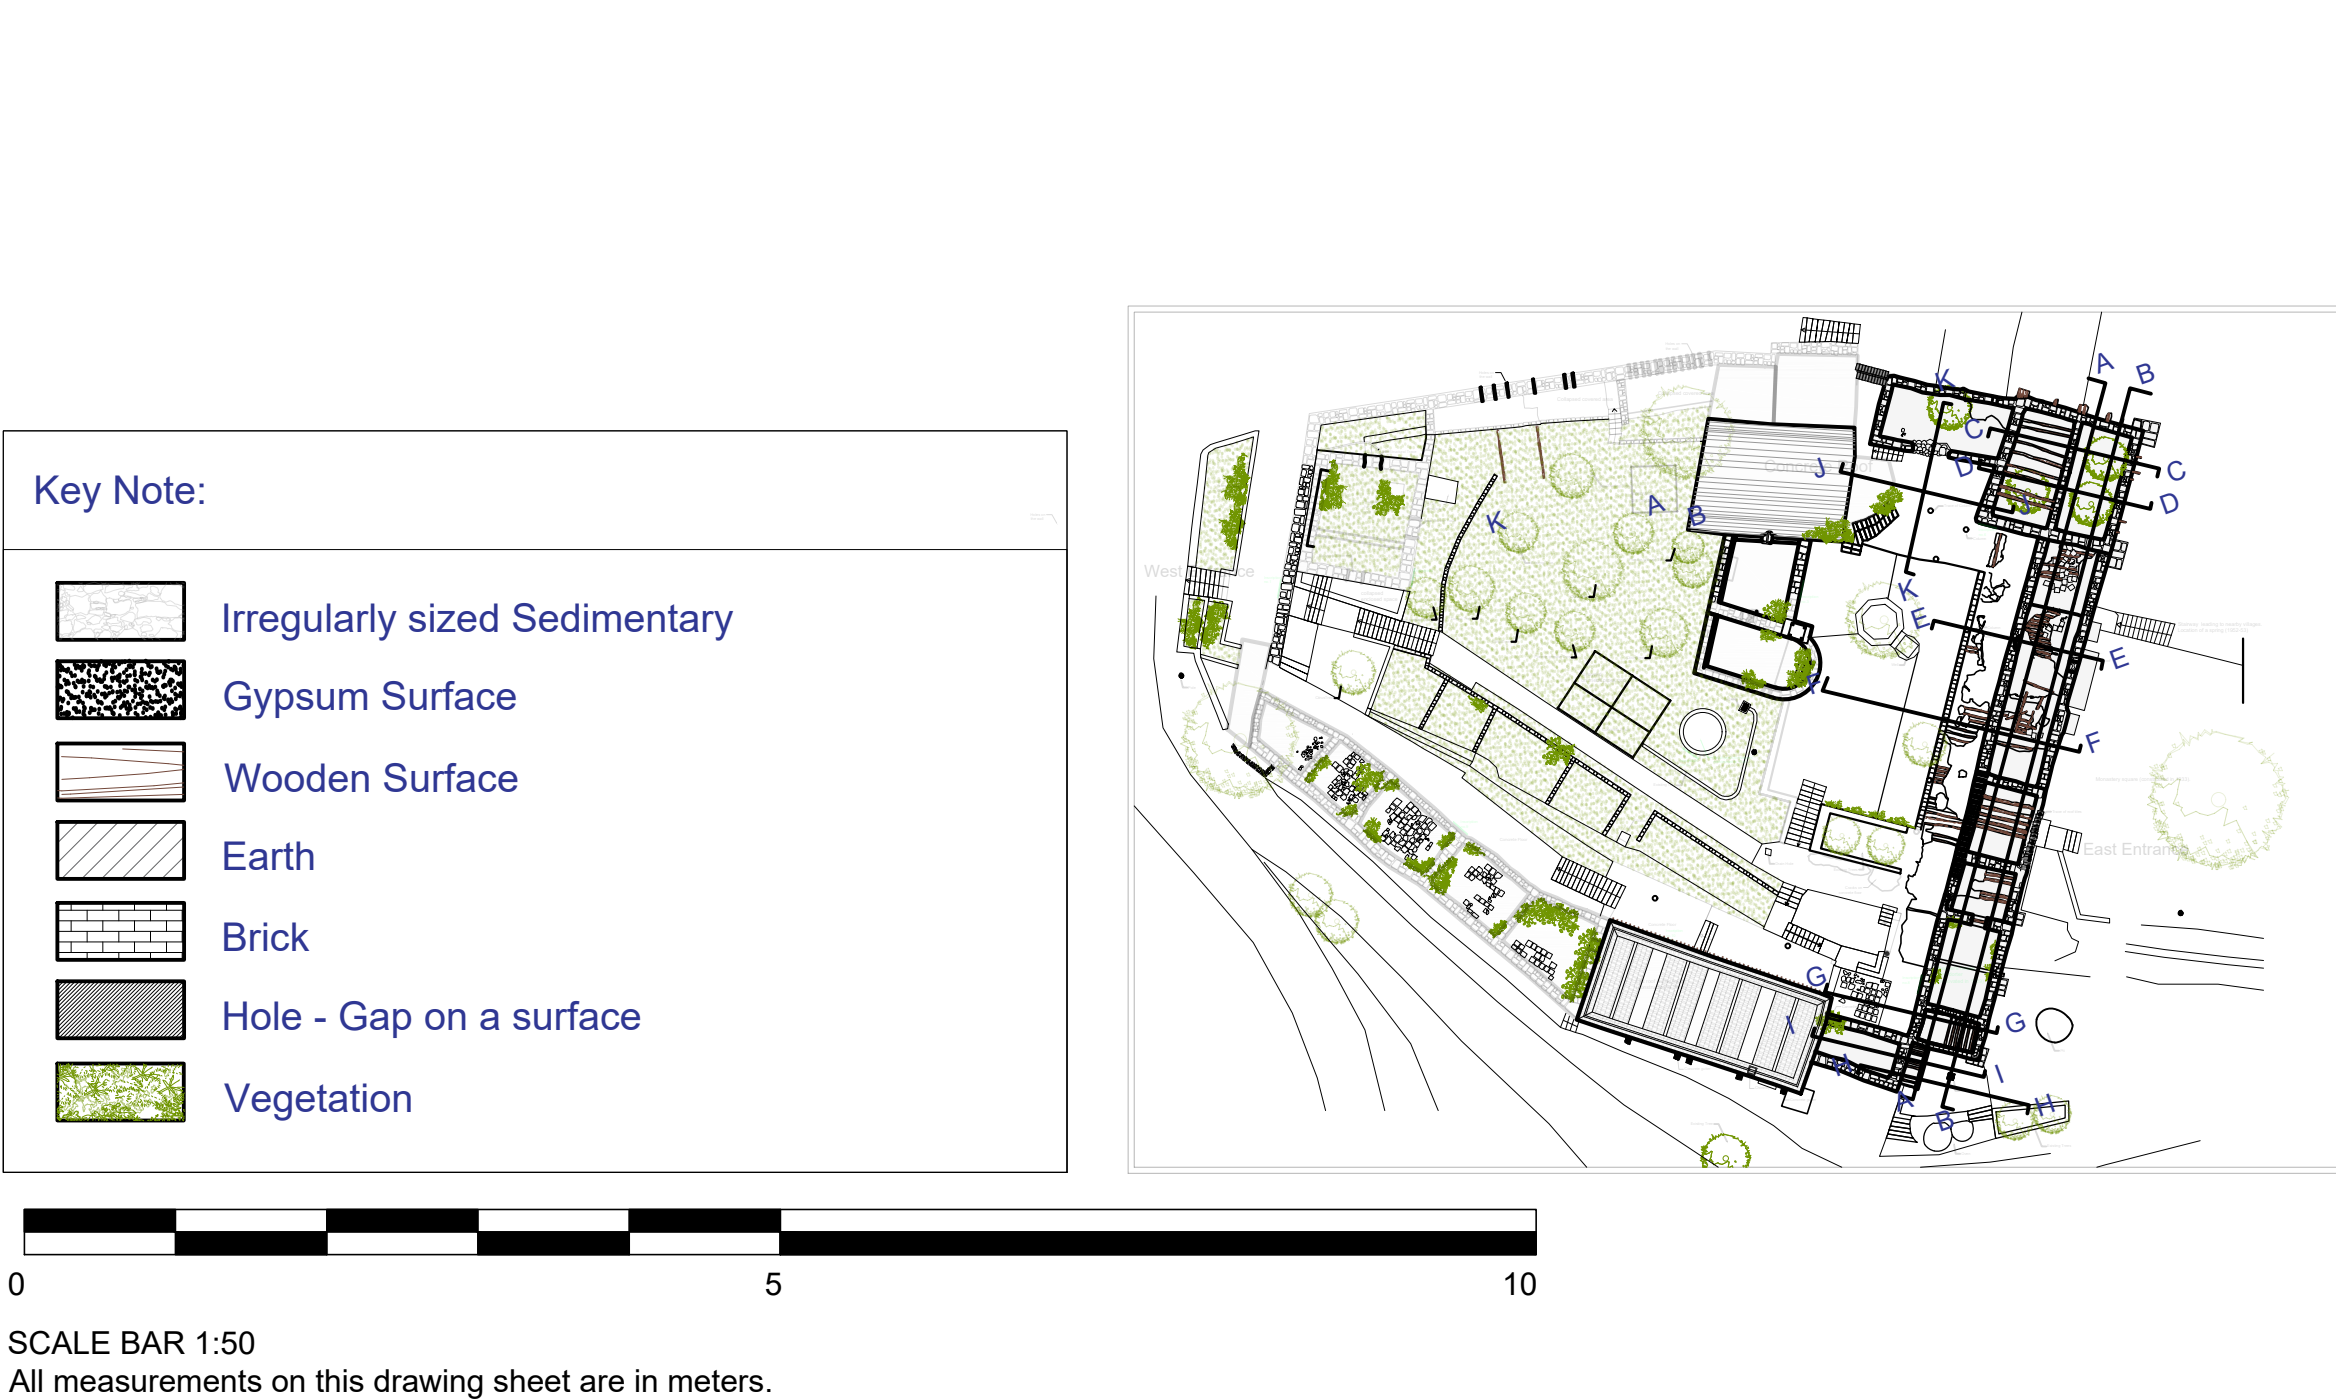 Key Note:
Irregularly sized Sedimentary
Gypsum Surface
Wooden Surface
Earth
Brick
Hole - Gap on a surface
Vegetation
0 5 10
SCALE BAR 1:50
All measurements on this drawing sheet are in meters.
A
B
K
C
D
J
C
D
J
A
B
K
West
K
E
E
F
F
East Entrance
G
G
I
I
H
H
A
B